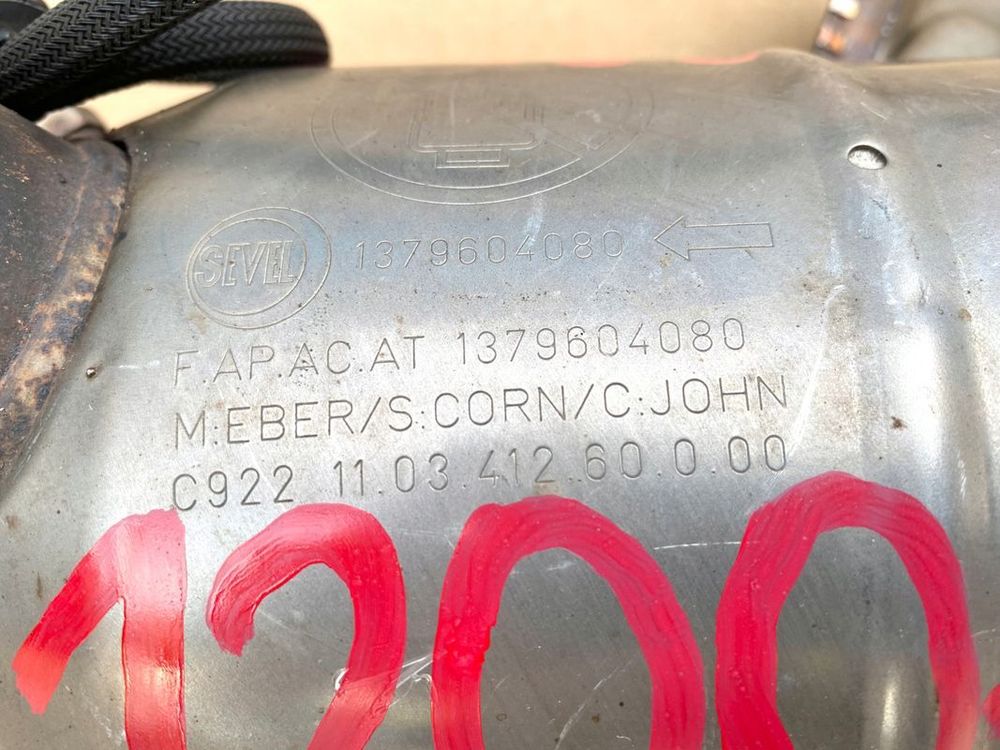 SEVEL 1379604080
F.AP.AC.AT 1379604080
M:EBER/S:CORN/C:JOHN
C922 11.03.412.60.0.00
1200